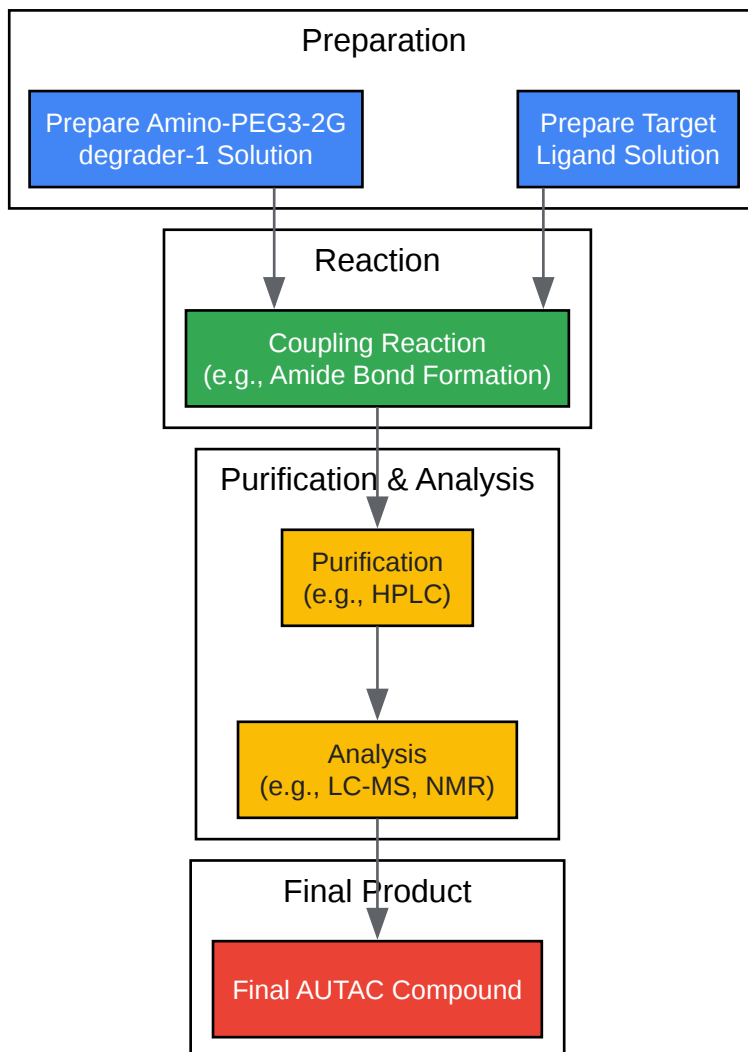 Preparation
Prepare Amino-PEG3-2G
degrader-1 Solution
Prepare Target
Ligand Solution
Reaction
Coupling Reaction
(e.g., Amide Bond Formation)
Purification & Analysis
Purification
(e.g., HPLC)
Analysis
(e.g., LC-MS, NMR)
Final Product
Final AUTAC Compound